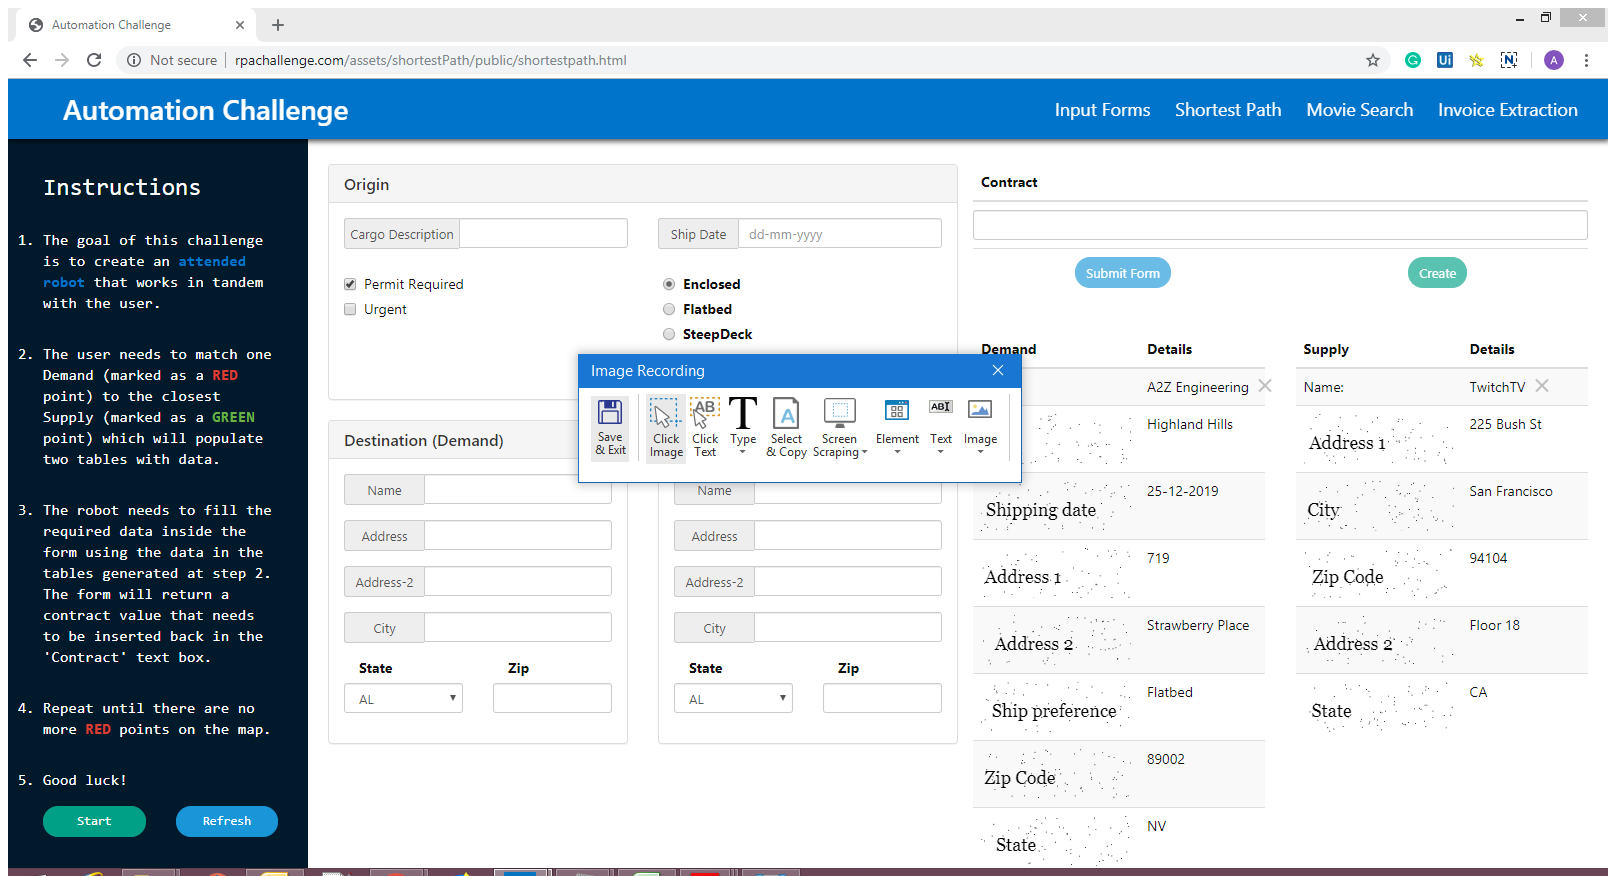 Automation Challenge
Not secure | rpachallenge.com/assets/shortestPath/public/shortestpath.html
Ui
N
A
Automation Challenge
Input Forms
Shortest Path
Movie Search
Invoice Extraction
Instructions
1. The goal of this challenge
is to create an attended
robot that works in tandem
with the user.
2. The user needs to match one
Demand (marked as a RED
point) to the closest
Supply (marked as a GREEN
point) which will populate
two tables with data.
3. The robot needs to fill the
required data inside the
form using the data in the
tables generated at step 2.
The form will return a
contract value that needs
to be inserted back in the
'Contract' text box.
4. Repeat until there are no
more RED points on the map.
5. Good luck!
Start
Refresh
Origin
Cargo Description
Ship Date
dd-mm-yyyy
Permit Required
Urgent
Enclosed
Flatbed
SteepDeck
Image Recording
Save & Exit
Click Image
AB
Click Text
T
Type
A
Select & Copy
Screen Scraping
Element
AB
Text
Image
Destination (Demand)
Name
Address
Address-2
City
State
Zip
AL
Name
Address
Address-2
City
State
Zip
AL
Contract
Submit Form
Create
Demand
Details
A2Z Engineering
Highland Hills
Shipping date
25-12-2019
Address 1
719
Address 2
Strawberry Place
Ship preference
Flatbed
Zip Code
89002
State
NV
Supply
Details
Name:
TwitchTV
Address 1
225 Bush St
City
San Francisco
Zip Code
94104
Address 2
Floor 18
State
CA